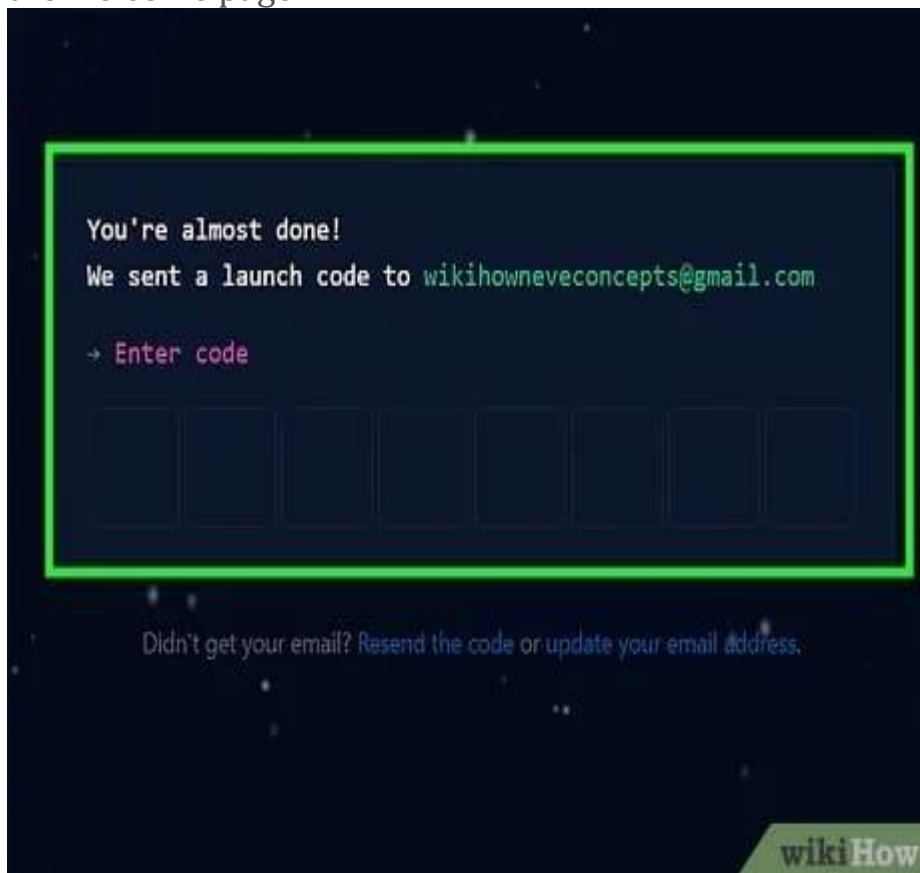 You're almost done!
We sent a launch code to wikihowneveconcepts@gmail.com
→ Enter code
Didn't get your email? Resend the code or update your email address.
wikiHow